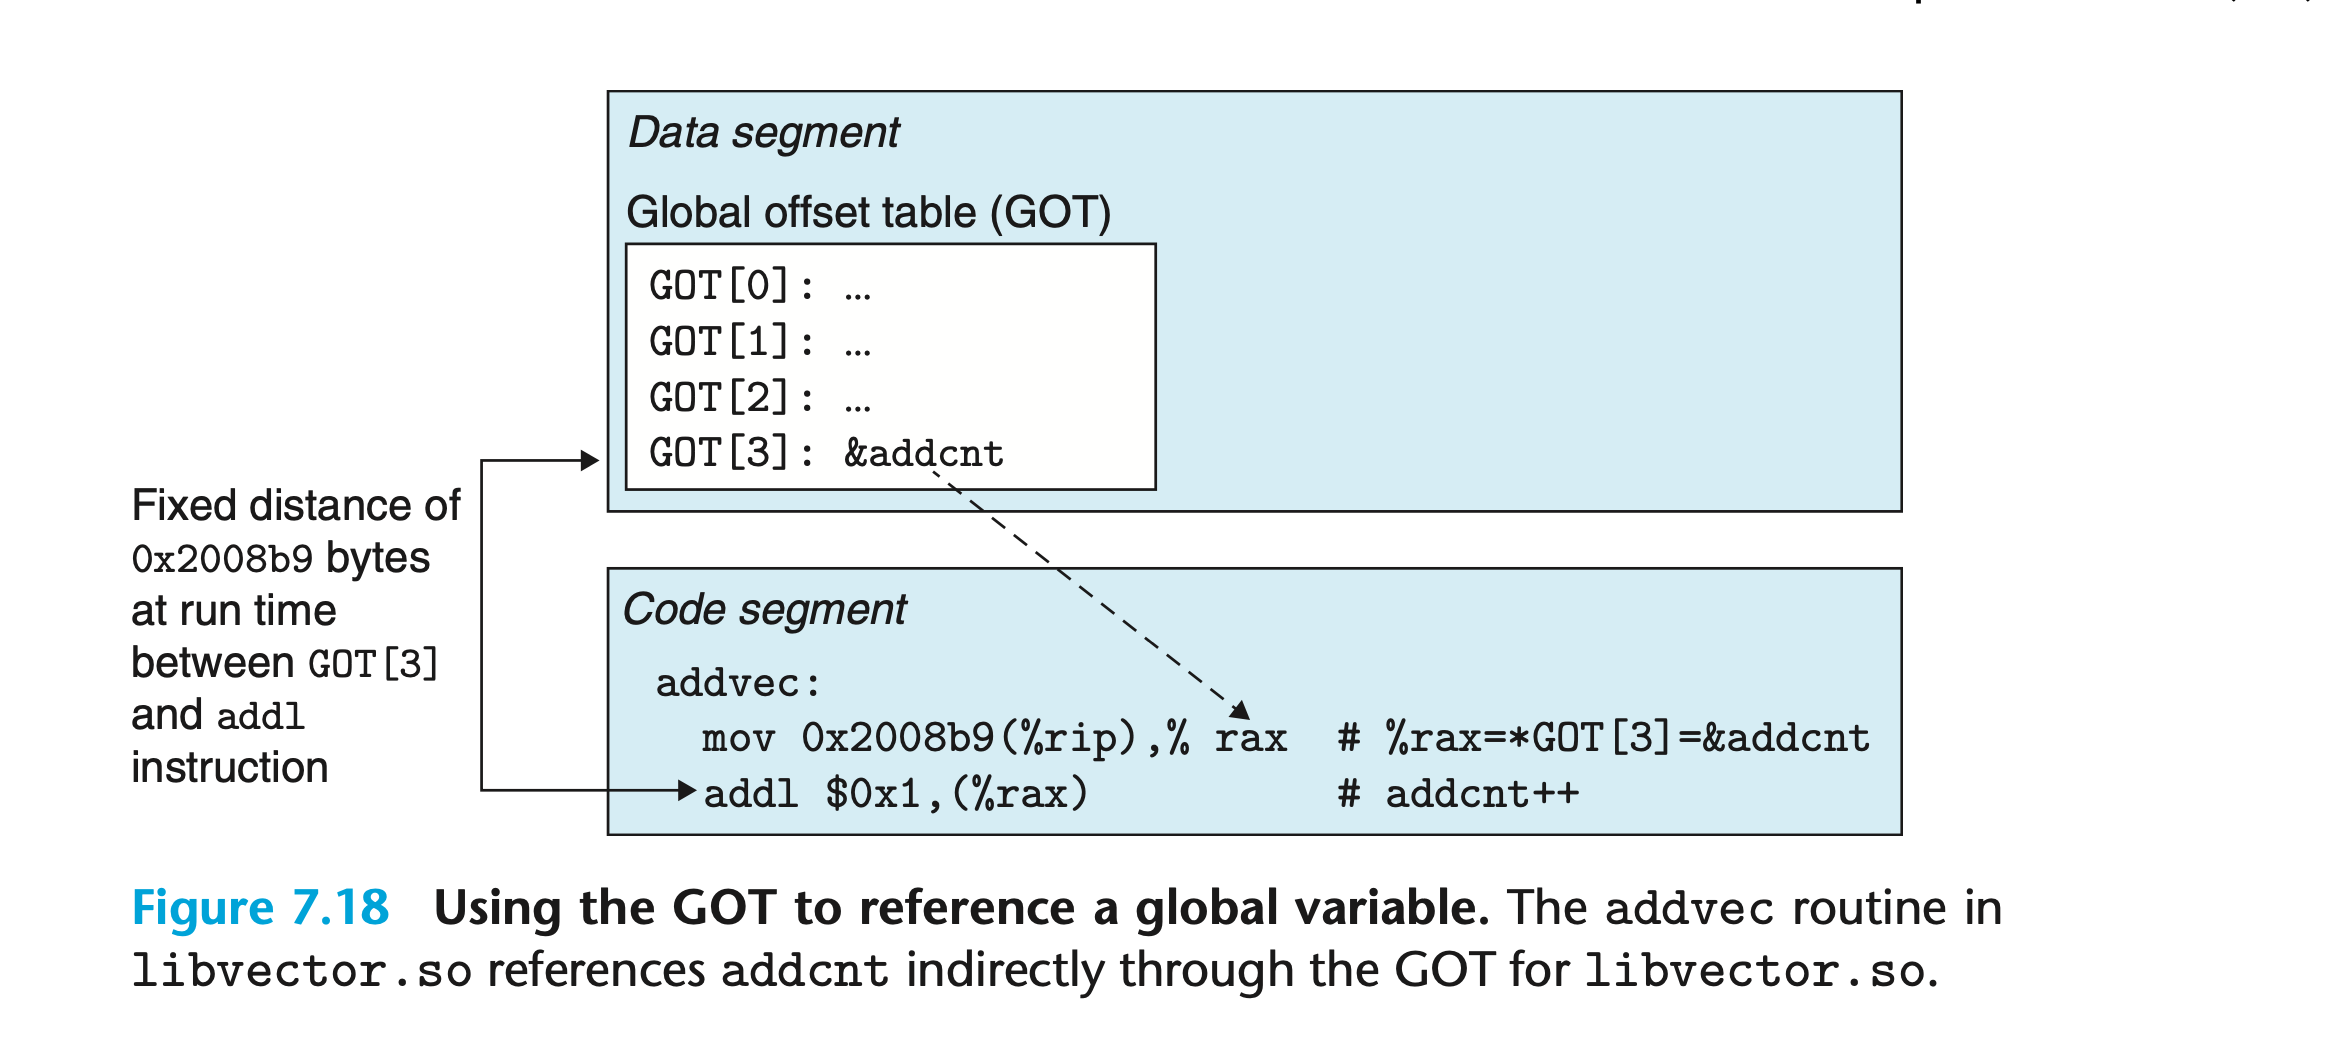 Data segment
Global offset table (GOT)
GOT[0]: …
GOT[1]: …
GOT[2]: …
GOT[3]: &addcnt
Fixed distance of
0x2008b9 bytes
at run time
between GOT[3]
and addl
instruction
Code segment
addvec:
mov 0x2008b9(%rip),% rax # %rax=*GOT[3]=&addcnt
addl $0x1,(%rax) # addcnt++
Figure 7.18 Using the GOT to reference a global variable. The addvec routine in
libvector.so references addcnt indirectly through the GOT for libvector.so.